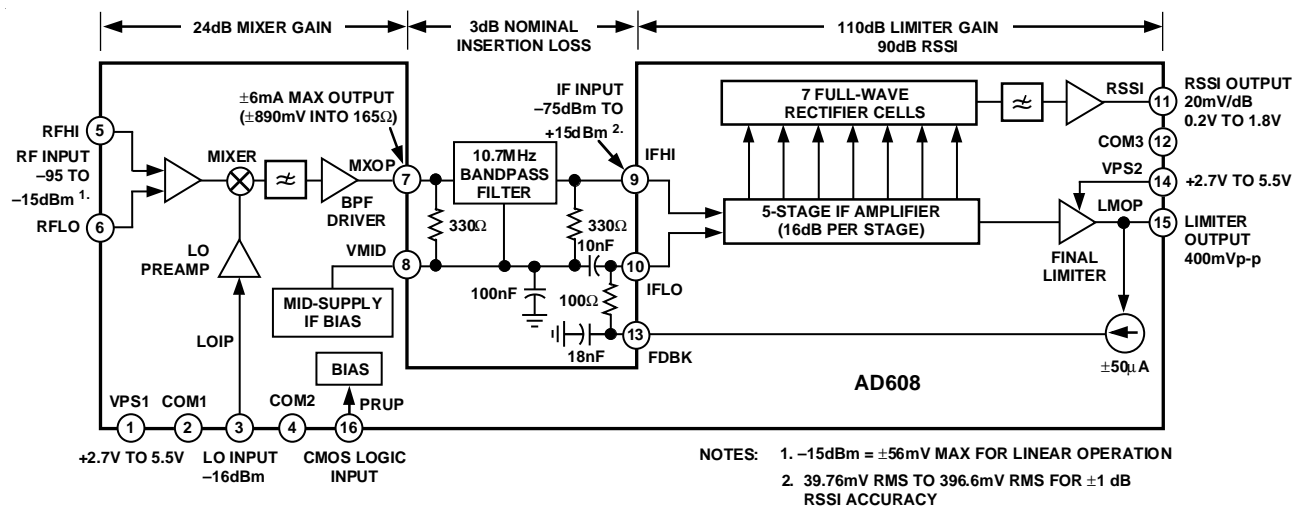 24dB MIXER GAIN
3dB NOMINAL
INSERTION LOSS
110dB LIMITER GAIN
90dB RSSI
±6mA MAX OUTPUT
(±890mV INTO 165Ω)
IF INPUT
–75dBm TO
+15dBm 2.
7 FULL-WAVE
RECTIFIER CELLS
RSSI
11
RSSI OUTPUT
20mV/dB
0.2V TO 1.8V
COM3
12
VPS2
14
+2.7V TO 5.5V
RFHI
5
RF INPUT
–95 TO
–15dBm 1.
RFLO
6
MIXER
MXOP
7
BPF
DRIVER
10.7MHz
BANDPASS
FILTER
IFHI
9
5-STAGE IF AMPLIFIER
(16dB PER STAGE)
LMOP
15
LIMITER
OUTPUT
400mVp-p
FINAL
LIMITER
330Ω
330Ω
10nF
LO
PREAMP
VMID
8
10
IFLO
MID-SUPPLY
IF BIAS
100nF
100Ω
18nF
13
FDBK
±50μA
LOIP
BIAS
PRUP
AD608
VPS1
COM1
COM2
1
2
3
4
16
+2.7V TO 5.5V
LO INPUT
–16dBm
CMOS LOGIC
INPUT
NOTES: 1. –15dBm = ±56mV MAX FOR LINEAR OPERATION
2. 39.76mV RMS TO 396.6mV RMS FOR ±1 dB
RSSI ACCURACY